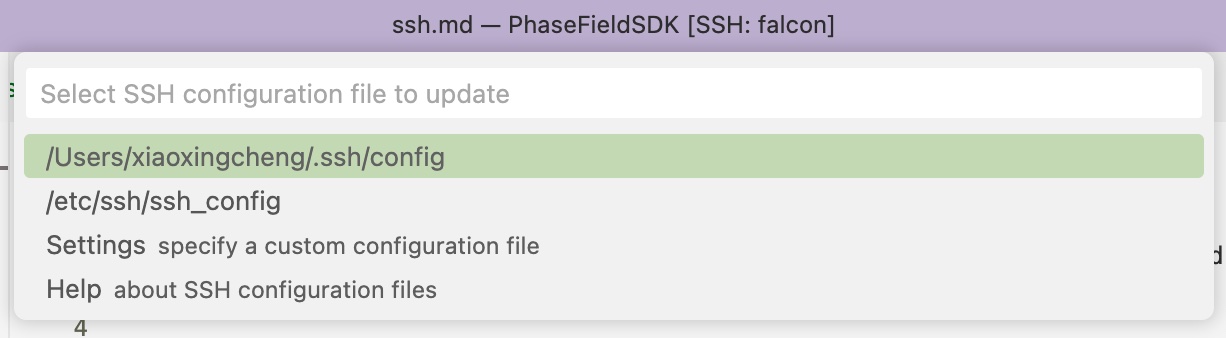 ssh.md — PhaseFieldSDK [SSH: falcon]
Select SSH configuration file to update
/Users/xiaoxingcheng/.ssh/config
/etc/ssh/ssh_config
Settings specify a custom configuration file
Help about SSH configuration files
4